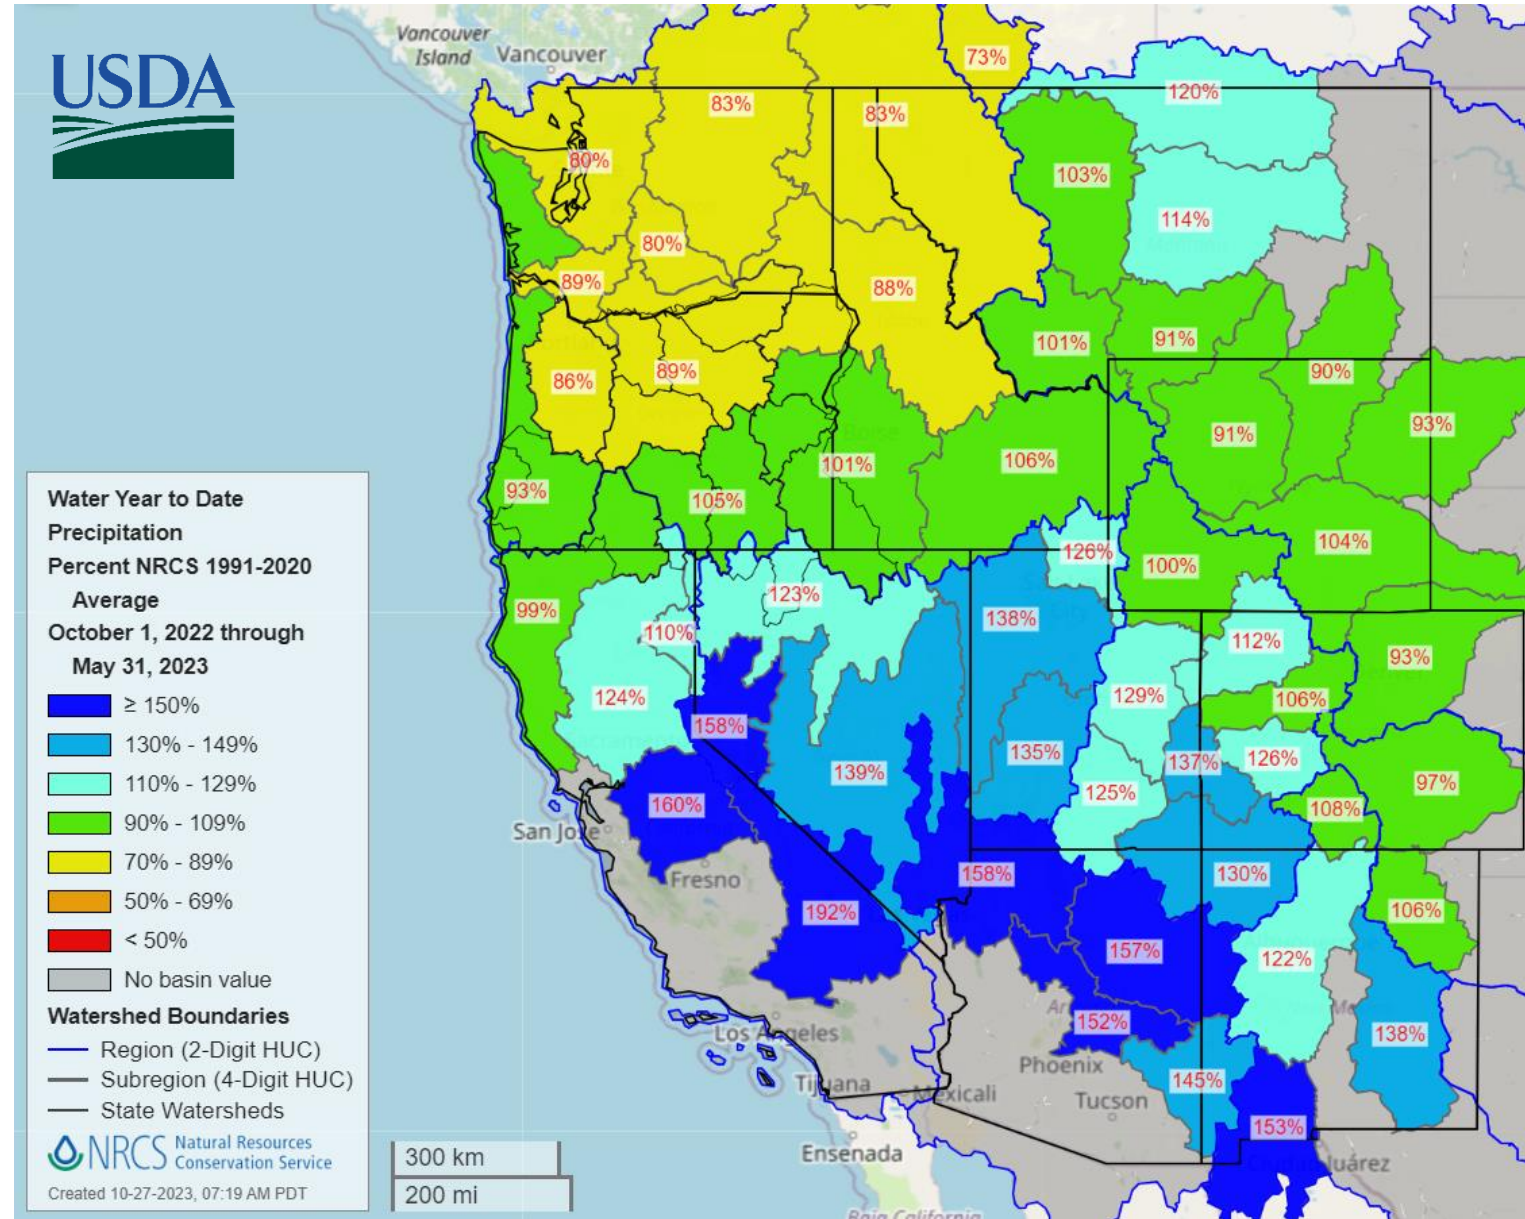 USDA
Vancouver
Island
Vancouver
73%
83%
83%
120%
80%
103%
80%
114%
89%
88%
101%
91%
86%
89%
90%
91%
93%
93%
105%
101%
106%
104%
126%
100%
99%
110%
123%
138%
112%
93%
124%
129%
106%
158%
139%
135%
137%
126%
97%
160%
125%
108%
San Jose
Fresno
158%
130%
192%
157%
106%
122%
Los Angeles
152%
138%
Phoenix
Tijuana
Mexicali
145%
Tucson
153%
Ensenada
Ciudad Juárez
Baja California
Water Year to Date
Precipitation
Percent NRCS 1991-2020
Average
October 1, 2022 through
May 31, 2023
≥ 150%
130% - 149%
110% - 129%
90% - 109%
70% - 89%
50% - 69%
< 50%
No basin value
Watershed Boundaries
Region (2-Digit HUC)
Subregion (4-Digit HUC)
State Watersheds
NRCS Natural Resources
Conservation Service
Created 10-27-2023, 07:19 AM PDT
300 km
200 mi